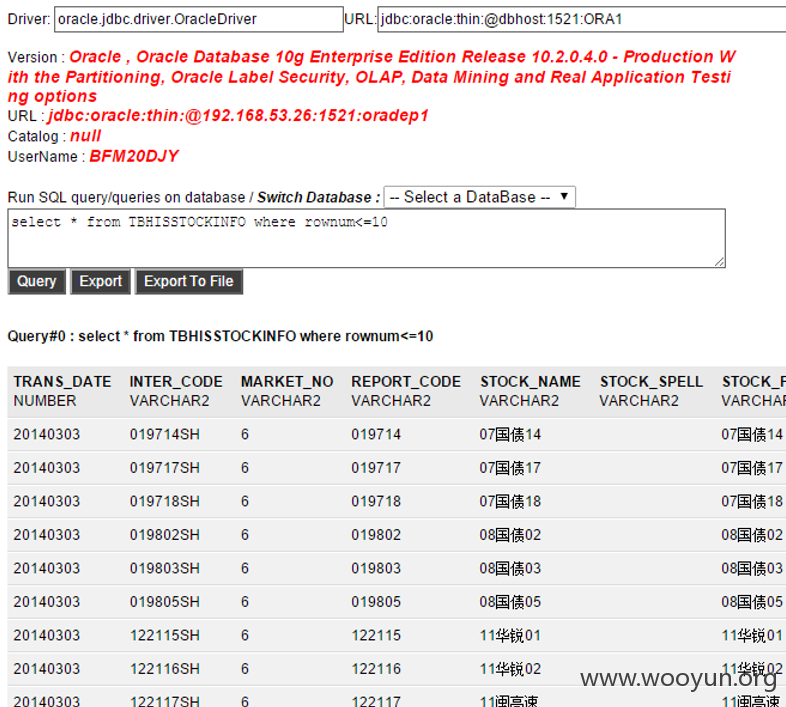 Driver: oracle.jdbc.driver.OracleDriver URL: jdbc:oracle:thin:@dbhost:1521:ORA1
Version : Oracle , Oracle Database 10g Enterprise Edition Release 10.2.0.4.0 - Production W
ith the Partitioning, Oracle Label Security, OLAP, Data Mining and Real Application Testi
ng options
URL : jdbc:oracle:thin:@192.168.53.26:1521:oradep1
Catalog : null
UserName : BFM20DJY
Run SQL query/queries on database / Switch Database : -- Select a DataBase -- ▼
select * from TBHISSTOCKINFO where rownum<=10
Query Export Export To File
Query#0 : select * from TBHISSTOCKINFO where rownum<=10
TRANS_DATE INTER_CODE MARKET_NO REPORT_CODE STOCK_NAME STOCK_SPELL STOCK_F
NUMBER VARCHAR2 VARCHAR2 VARCHAR2 VARCHAR2 VARCHAR2 VARCHAR
20140303 019714SH 6 019714 07国债14 07国债14
20140303 019717SH 6 019717 07国债17 07国债17
20140303 019718SH 6 019718 07国债18 07国债18
20140303 019802SH 6 019802 08国债02 08国债02
20140303 019803SH 6 019803 08国债03 08国债03
20140303 019805SH 6 019805 08国债05 08国债05
20140303 122115SH 6 122115 11华锐01 11华锐01
20140303 122116SH 6 122116 11华锐02 11华锐02
www.wooyun.org
20140303 122117SH 6 122117 11闽高速 11闽高速